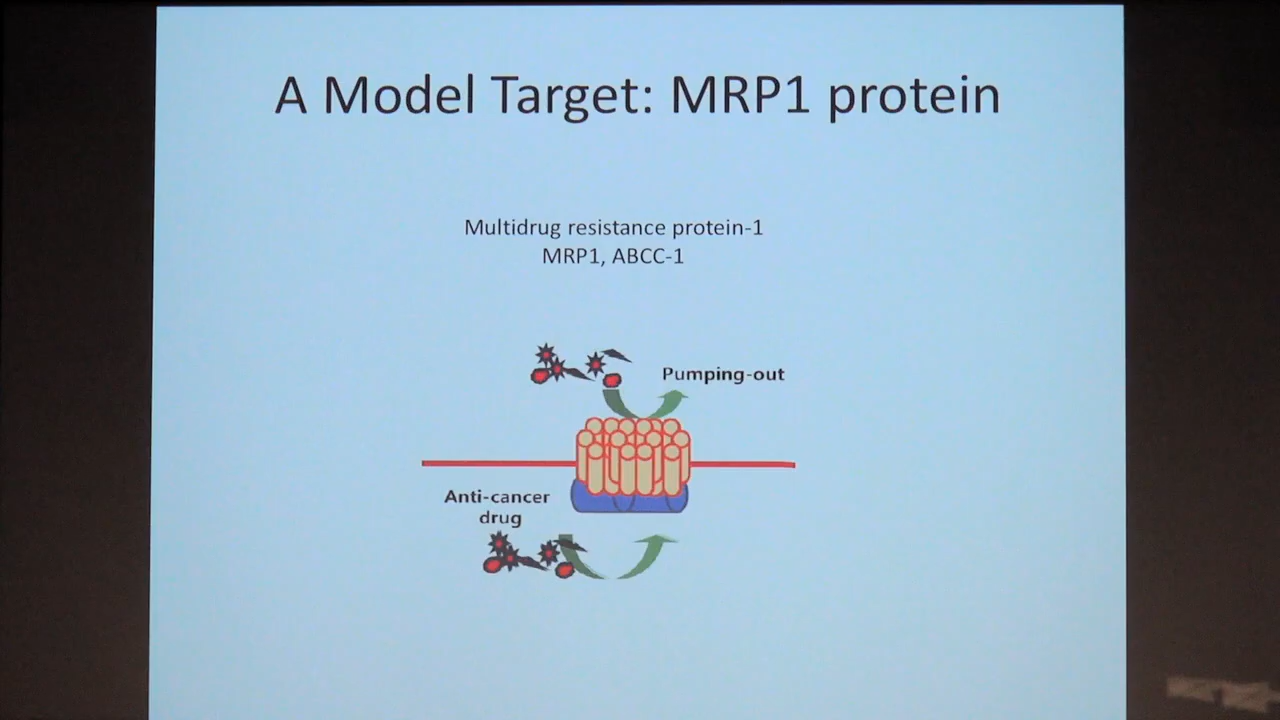 A Model Target: MRP1 protein
Multidrug resistance protein-1
MRP1, ABCC-1
Pumping-out
Anti-cancer
drug